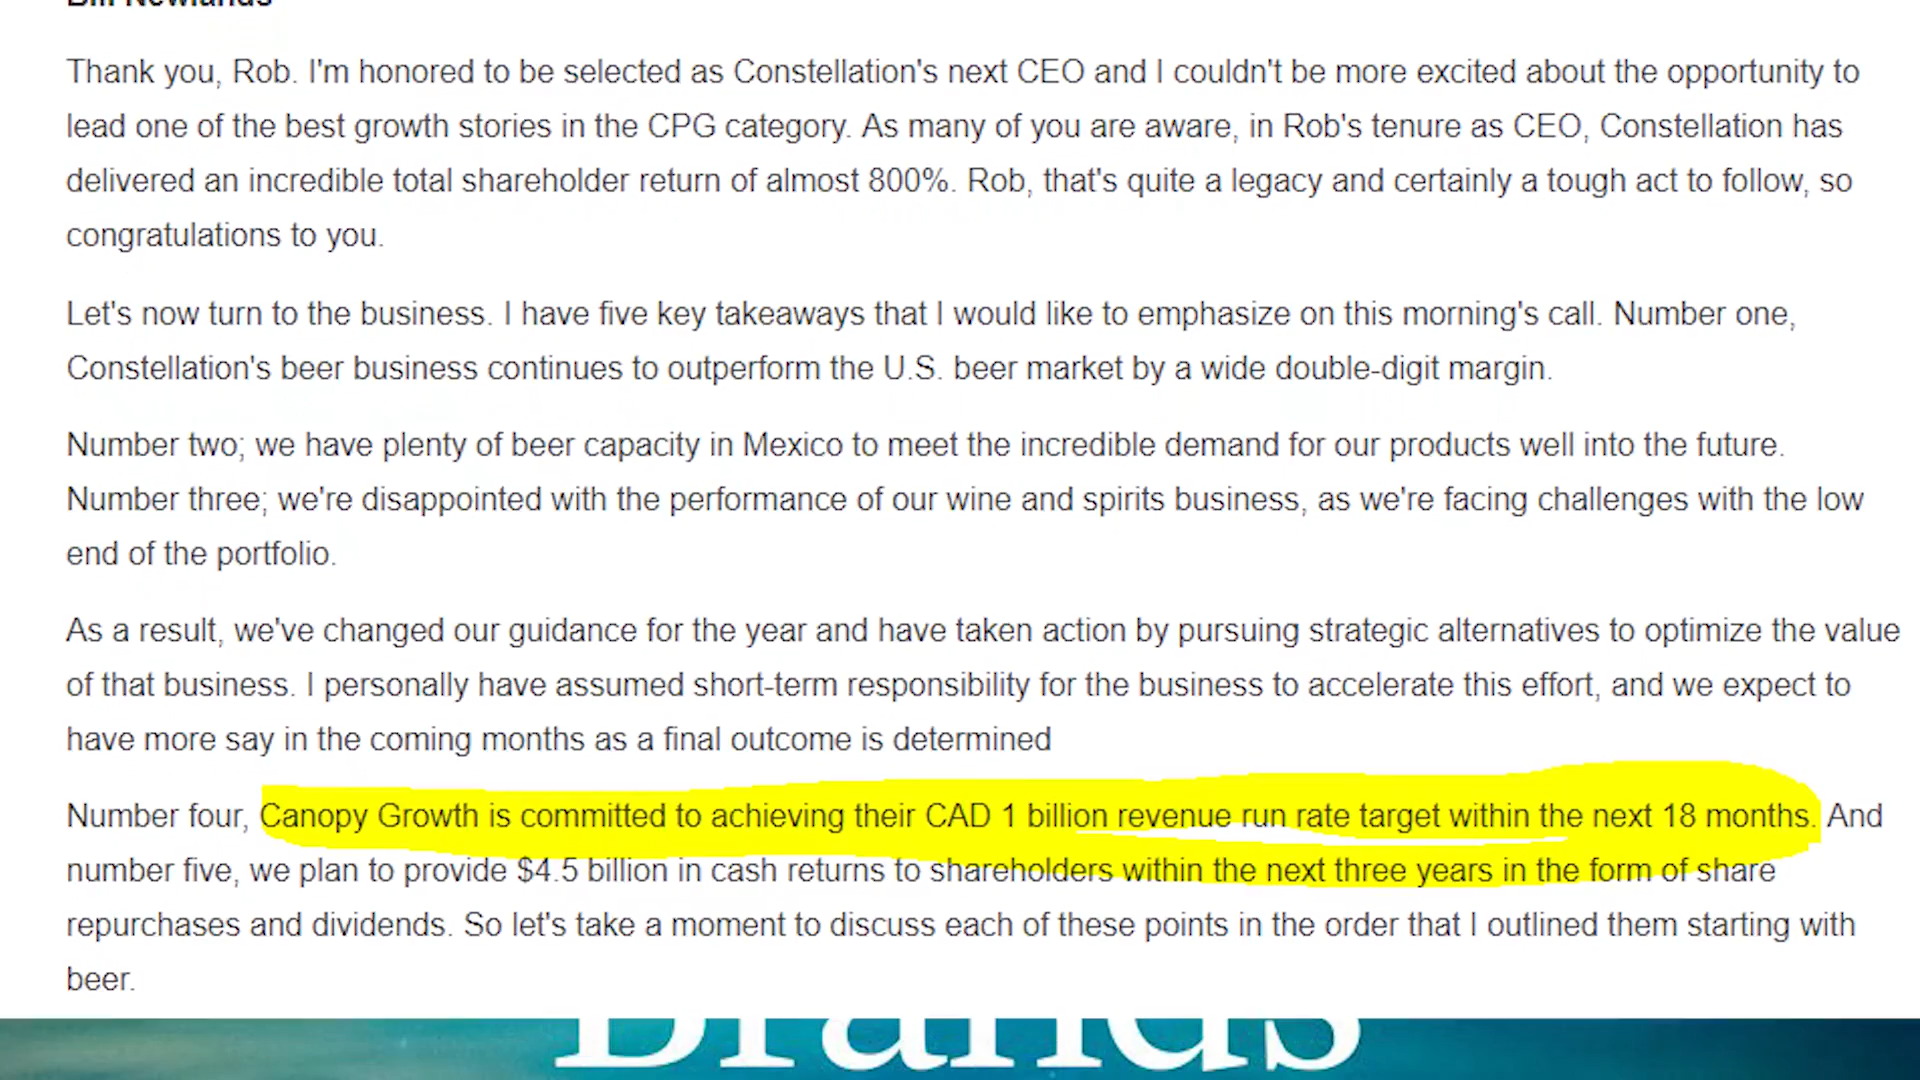 Bill Newlands
Thank you, Rob. I'm honored to be selected as Constellation's next CEO and I couldn't be more excited about the opportunity to
lead one of the best growth stories in the CPG category. As many of you are aware, in Rob's tenure as CEO, Constellation has
delivered an incredible total shareholder return of almost 800%. Rob, that's quite a legacy and certainly a tough act to follow, so
congratulations to you.
Let's now turn to the business. I have five key takeaways that I would like to emphasize on this morning's call. Number one,
Constellation's beer business continues to outperform the U.S. beer market by a wide double-digit margin.
Number two; we have plenty of beer capacity in Mexico to meet the incredible demand for our products well into the future.
Number three; we're disappointed with the performance of our wine and spirits business, as we're facing challenges with the low
end of the portfolio.
As a result, we've changed our guidance for the year and have taken action by pursuing strategic alternatives to optimize the value
of that business. I personally have assumed short-term responsibility for the business to accelerate this effort, and we expect to
have more say in the coming months as a final outcome is determined
Number four, Canopy Growth is committed to achieving their CAD 1 billion revenue run rate target within the next 18 months. And
number five, we plan to provide $4.5 billion in cash returns to shareholders within the next three years in the form of share
repurchases and dividends. So let's take a moment to discuss each of these points in the order that I outlined them starting with
beer.
Brands